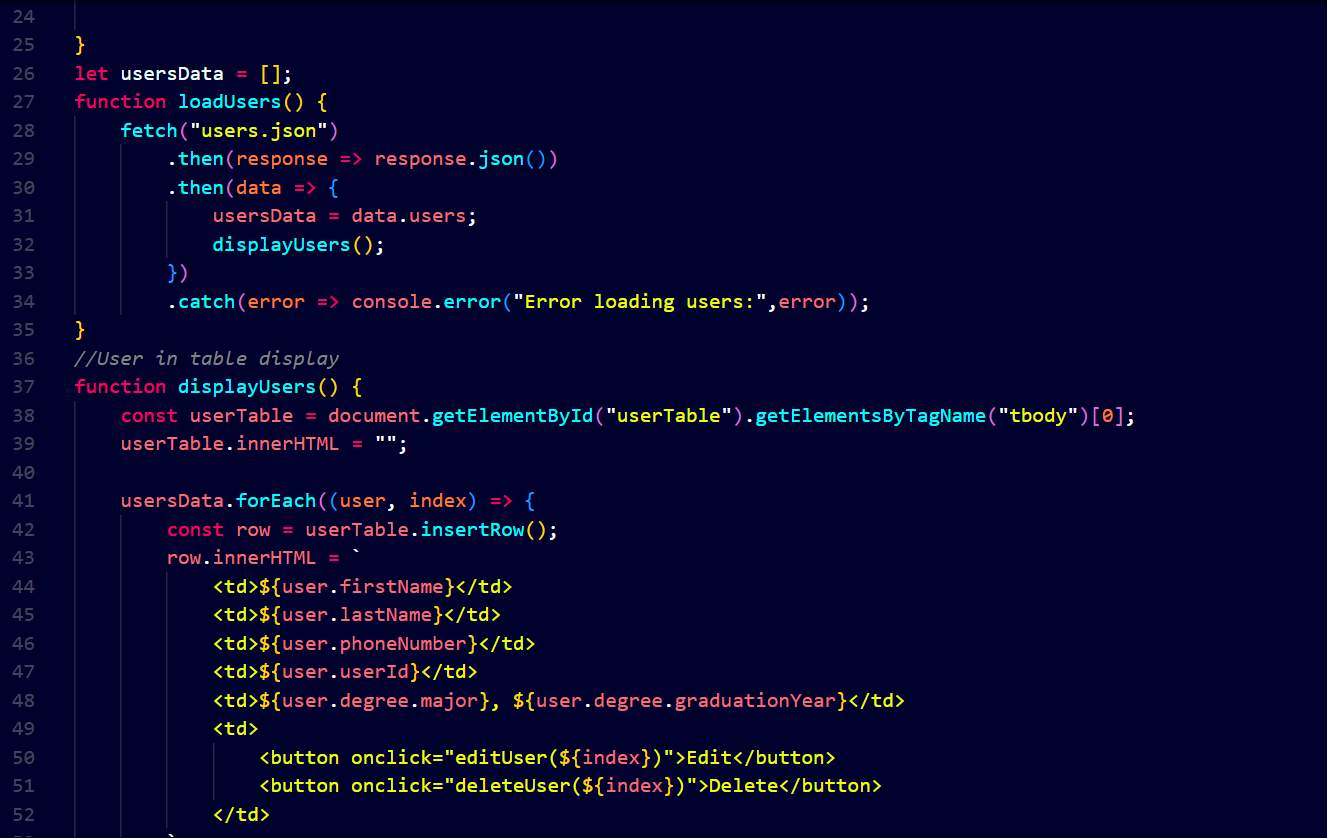 24
25 }
26 let usersData = [];
27 function loadUsers() {
28     fetch("users.json")
29         .then(response => response.json())
30         .then(data => {
31             usersData = data.users;
32             displayUsers();
33         })
34         .catch(error => console.error("Error loading users:",error));
35 }
36 //User in table display
37 function displayUsers() {
38     const userTable = document.getElementById("userTable").getElementsByTagName("tbody")[0];
39     userTable.innerHTML = "";
40
41     usersData.forEach((user, index) => {
42         const row = userTable.insertRow();
43         row.innerHTML = `
44             <td>${user.firstName}</td>
45             <td>${user.lastName}</td>
46             <td>${user.phoneNumber}</td>
47             <td>${user.userId}</td>
48             <td>${user.degree.major}, ${user.degree.graduationYear}</td>
49             <td>
50                 <button onclick="editUser(${index})">Edit</button>
51                 <button onclick="deleteUser(${index})">Delete</button>
52             </td>